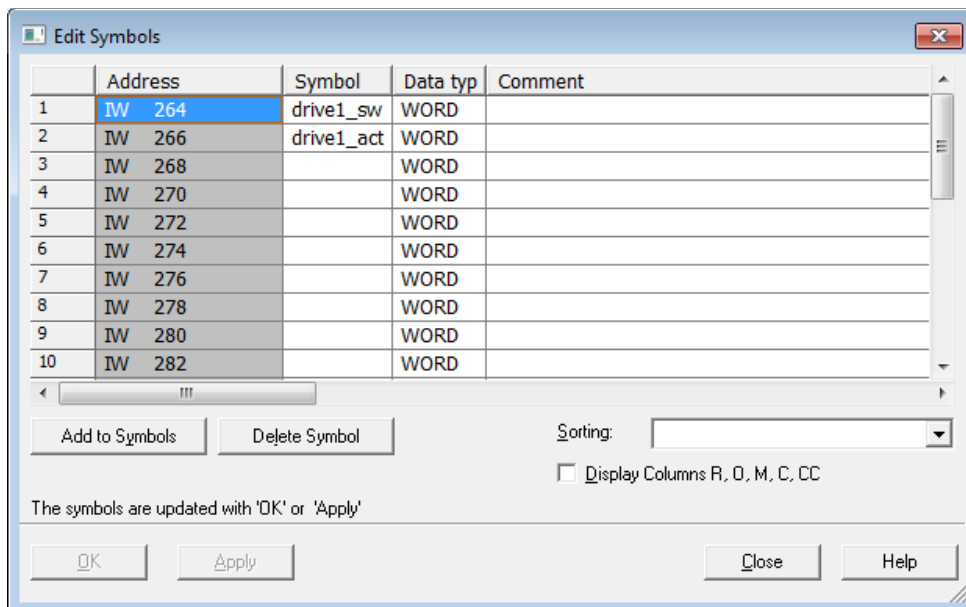 Edit Symbols
Address Symbol Data typ Comment
1 IW 264 drive1_sw WORD
2 IW 266 drive1_act WORD
3 IW 268 WORD
4 IW 270 WORD
5 IW 272 WORD
6 IW 274 WORD
7 IW 276 WORD
8 IW 278 WORD
9 IW 280 WORD
10 IW 282 WORD
Add to Symbols Delete Symbol Sorting:
Display Columns R, O, M, C, CC
The symbols are updated with 'OK' or 'Apply'
OK Apply Close Help